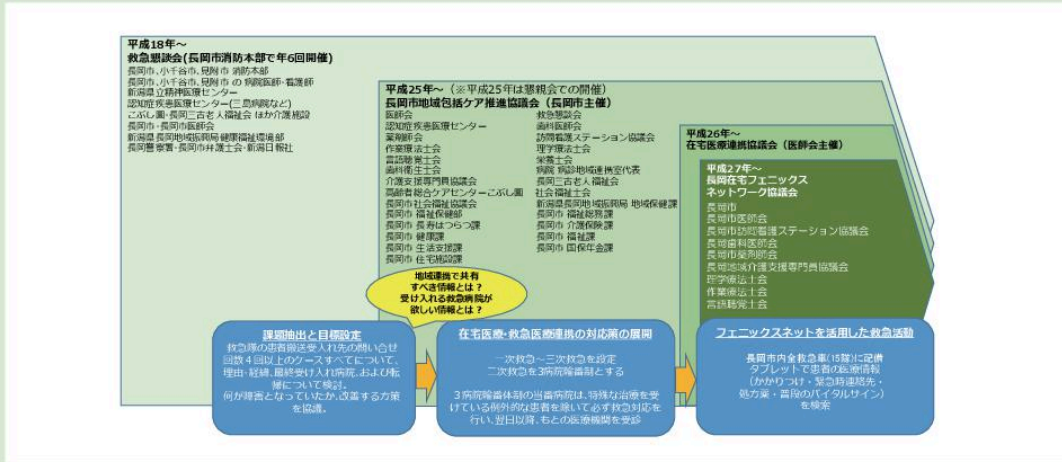 平成18年～
救急懇談会(長岡市消防本部で年6回開催)
長岡市、小千谷市、見附市 消防本部
長岡市、小千谷市、見附市 の 病院医師・看護師
新潟県立精神医療センター
認知症疾患医療センター(三島病院など)
こぶし園・長岡三古老人福祉会 ほか介護施設
長岡市・長岡市医師会
新潟県長岡地域振興局健康福祉環境部
長岡警察署・長岡市弁護士会・新潟日報社
平成25年～（※平成25年は懇親会での開催）
長岡市地域包括ケア推進協議会（長岡市主催）
医師会
認知症疾患医療センター
薬剤師会
作業療法士会
言語聴覚士会
歯科衛生士会
介護支援専門員協議会
高齢者総合ケアセンターこぶし園
長岡市社会福祉協議会
長岡市 福祉保健部
長岡市 長寿はつらつ課
長岡市 健康課
長岡市 生活支援課
長岡市 住宅施設課
救急懇談会
歯科医師会
訪問看護ステーション協議会
理学療法士会
栄養士会
病院 病診地域連携室代表
長岡三古老人福祉会
社会福祉士会
新潟県長岡地域振興局 地域保健課
長岡市 福祉総務課
長岡市 介護保険課
長岡市 福祉課
長岡市 国保年金課
平成26年～
在宅医療連携協議会（医師会主催）
平成27年～
長岡在宅フェニックス
ネットワーク協議会
長岡市
長岡市医師会
長岡市訪問看護ステーション協議会
長岡歯科医師会
長岡市薬剤師会
長岡地域介護支援専門員協議会
理学療法士会
作業療法士会
言語聴覚士会
地域連携で共有
すべき情報とは？
受け入れる救急病院が
欲しい情報とは？
課題抽出と目標設定
救急隊の患者搬送受入れ先の問い合せ
回数４回以上のケースすべてについて、
理由・経緯、最終受け入れ病院、および転
帰について検討。
何が障害となっていたか、改善する方策
を協議。
在宅医療・救急医療連携の対応策の展開
一次救急～三次救急を設定
二次救急を3病院輪番制とする
３病院輪番体制の当番病院は、特殊な治療を受
けている例外的な患者を除いて必ず救急対応を
行い、翌日以降、もとの医療機関を受診
フェニックスネットを活用した救急活動
長岡市内全救急車(15隊)に配備
タブレットで患者の医療情報
（かかりつけ・緊急時連絡先・
処方薬・普段のバイタルサイン）
を検索